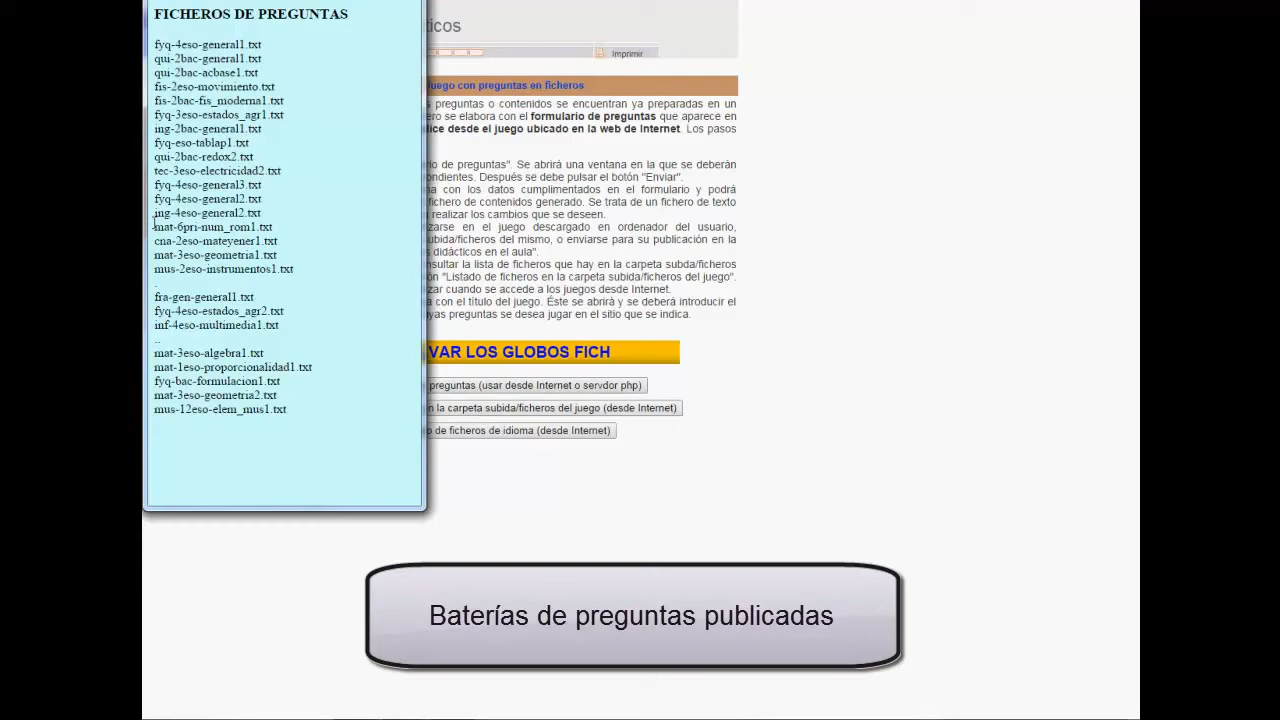 FICHEROS DE PREGUNTAS
fyq-4eso-general1.txt
qui-2bac-general1.txt
qui-2bac-acbase1.txt
fis-2eso-movimiento.txt
fis-2bac-fis_moderna1.txt
fyq-3eso-estados_agr1.txt
ing-2bac-general1.txt
fyq-eso-tablap1.txt
qui-2bac-redox2.txt
tec-3eso-electricidad2.txt
fyq-4eso-general3.txt
fyq-4eso-general2.txt
ing-4eso-general2.txt
mat-6pri-num_rom1.txt
cna-2eso-mateyener1.txt
mat-3eso-geometria1.txt
mus-2eso-instrumentos1.txt
.
fra-gen-general1.txt
fyq-4eso-estados_agr2.txt
inf-4eso-multimedia1.txt
..
mat-3eso-algebra1.txt
mat-1eso-proporcionalidad1.txt
fyq-bac-formulacion1.txt
mat-3eso-geometria2.txt
mus-12eso-elem_mus1.txt
ticos
Imprimir
juego con preguntas en ficheros
s preguntas o contenidos se encuentran ya preparadas en un
ero se elabora con el formulario de preguntas que aparece en
lice desde el juego ubicado en la web de Internet. Los pasos
io de preguntas". Se abrirá una ventana en la que se deberán
ondientes. Después se debe pulsar el botón "Enviar".
na con los datos cumplimentados en el formulario y podrá
fichero de contenidos generado. Se trata de un fichero de texto
n realizar los cambios que se deseen.
zarse en el juego descargado en ordenador del usuario,
subida/ficheros del mismo, o enviarse para su publicación en la
s didácticos en el aula".
nsultar la lista de ficheros que hay en la carpeta subda/ficheros
ón "Listado de ficheros en la carpeta subida/ficheros del juego".
zar cuando se accede a los juegos desde Internet.
a con el título del juego. Éste se abrirá y se deberá introducir el
yas preguntas se desea jugar en el sitio que se indica.
VAR LOS GLOBOS FICH
preguntas (usar desde Internet o servdor php)
n la carpeta subida/ficheros del juego (desde Internet)
o de ficheros de idioma (desde Internet)
Baterías de preguntas publicadas